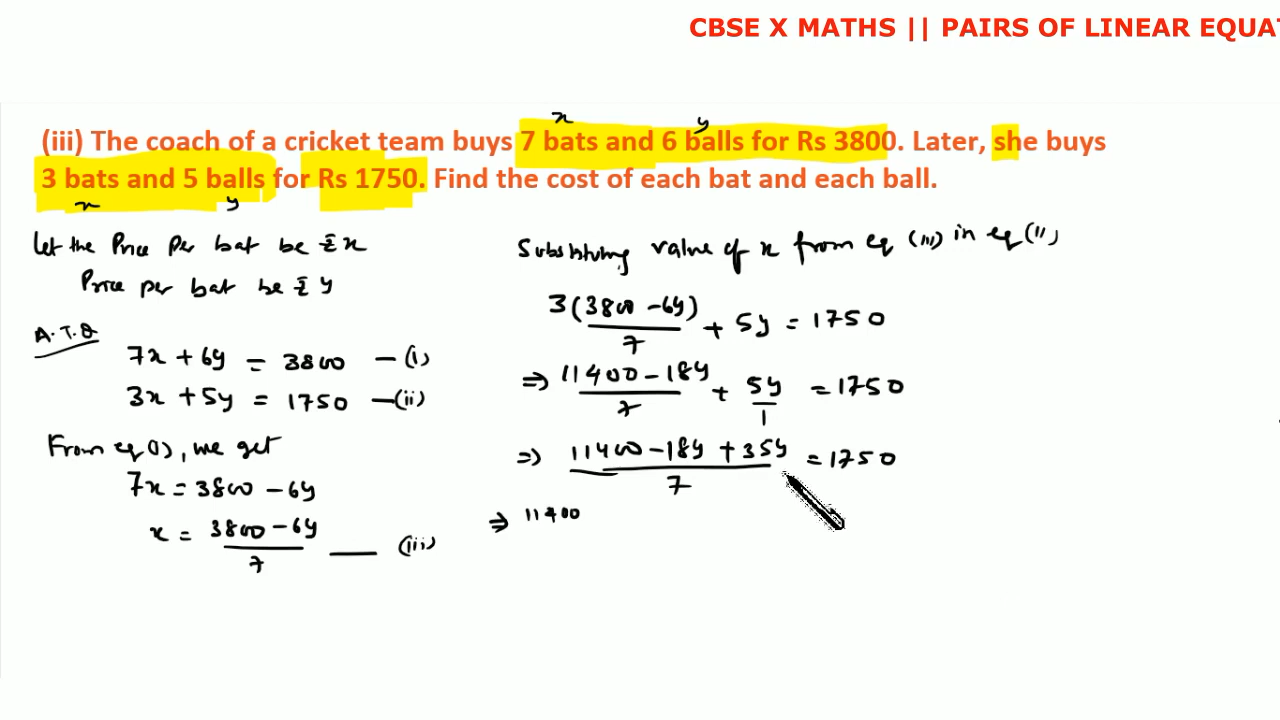 CBSE X MATHS || PAIRS OF LINEAR EQUAT
x y
(iii) The coach of a cricket team buys 7 bats and 6 balls for Rs 3800. Later, she buys
3 bats and 5 balls for Rs 1750. Find the cost of each bat and each ball.
x y
Let the Price Per bat be ₹ x
Price per bat be ₹ y
A.T.Q
7x + 6y = 3800 — (i)
3x + 5y = 1750 — (ii)
From eq (i), we get
7x = 3800 - 6y
x = (3800 - 6y)/7 — (iii)
Substituting value of x from eq (iii) in eq (ii)
3(3800 - 6y)/7 + 5y = 1750
⇒ (11400 - 18y)/7 + 5y/1 = 1750
⇒ (11400 - 18y + 35y)/7 = 1750
⇒ 11400